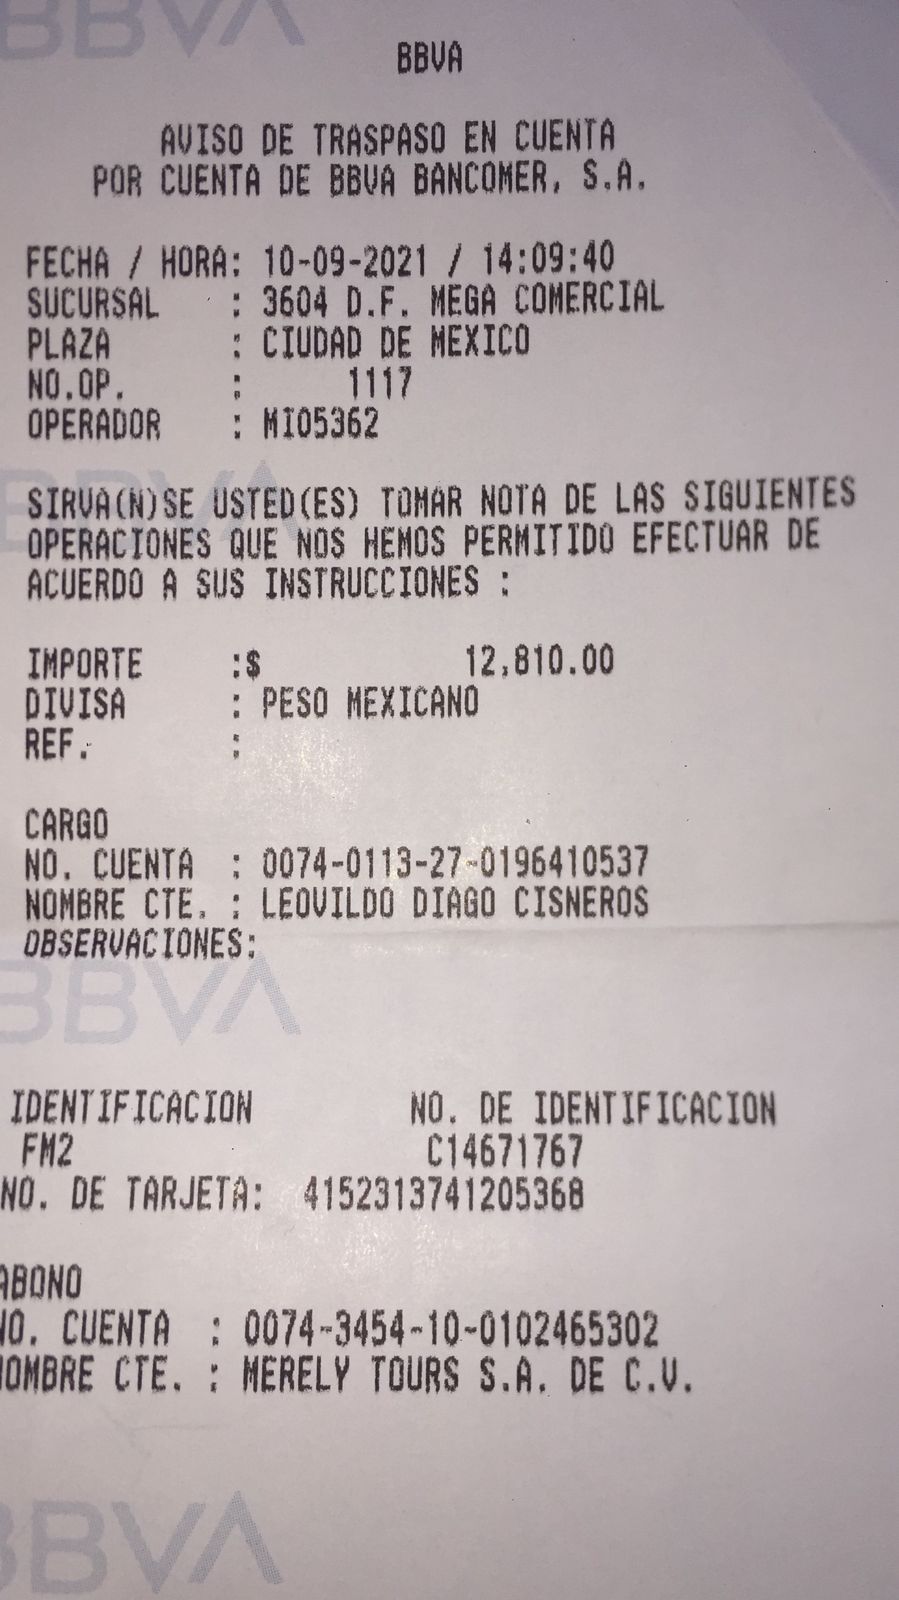 BBVA
BBVA
AVISO DE TRASPASO EN CUENTA
POR CUENTA DE BBVA BANCOMER, S.A.
FECHA / HORA: 10-09-2021 / 14:09:40
SUCURSAL : 3604 D.F. MEGA COMERCIAL
PLAZA : CIUDAD DE MEXICO
NO.OP. : 1117
OPERADOR : MI05362
BBVA
SIRVA(N)SE USTED(ES) TOMAR NOTA DE LAS SIGUIENTES
OPERACIONES QUE NOS HEMOS PERMITIDO EFECTUAR DE
ACUERDO A SUS INSTRUCCIONES :
IMPORTE :$ 12,810.00
DIVISA : PESO MEXICANO
REF. :
CARGO
NO. CUENTA : 0074-0113-27-0196410537
NOMBRE CTE. : LEOVILDO DIAGO CISNEROS
OBSERVACIONES:
BBVA
IDENTIFICACION NO. DE IDENTIFICACION
FM2 C14671767
NO. DE TARJETA: 4152313741205368
ABONO
NO. CUENTA : 0074-3454-10-0102465302
NOMBRE CTE. : MERELY TOURS S.A. DE C.V.
BBVA